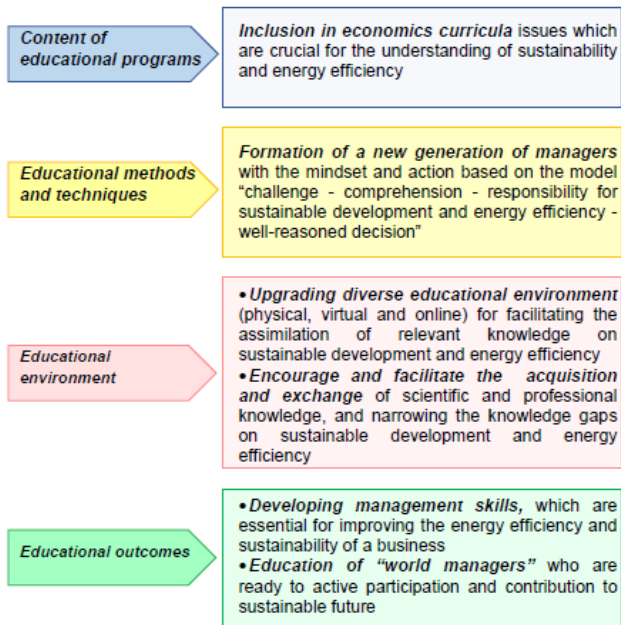 Content of
educational programs
Inclusion in economics curricula issues which
are crucial for the understanding of sustainability
and energy efficiency
Educational methods
and techniques
Formation of a new generation of managers
with the mindset and action based on the model
“challenge - comprehension - responsibility for
sustainable development and energy efficiency -
well-reasoned decision”
Educational
environment
•Upgrading diverse educational environment
(physical, virtual and online) for facilitating the
assimilation of relevant knowledge on
sustainable development and energy efficiency
•Encourage and facilitate the acquisition
and exchange of scientific and professional
knowledge, and narrowing the knowledge gaps
on sustainable development and energy
efficiency
Educational outcomes
•Developing management skills, which are
essential for improving the energy efficiency and
sustainability of a business
•Education of “world managers” who are
ready to active participation and contribution to
sustainable future